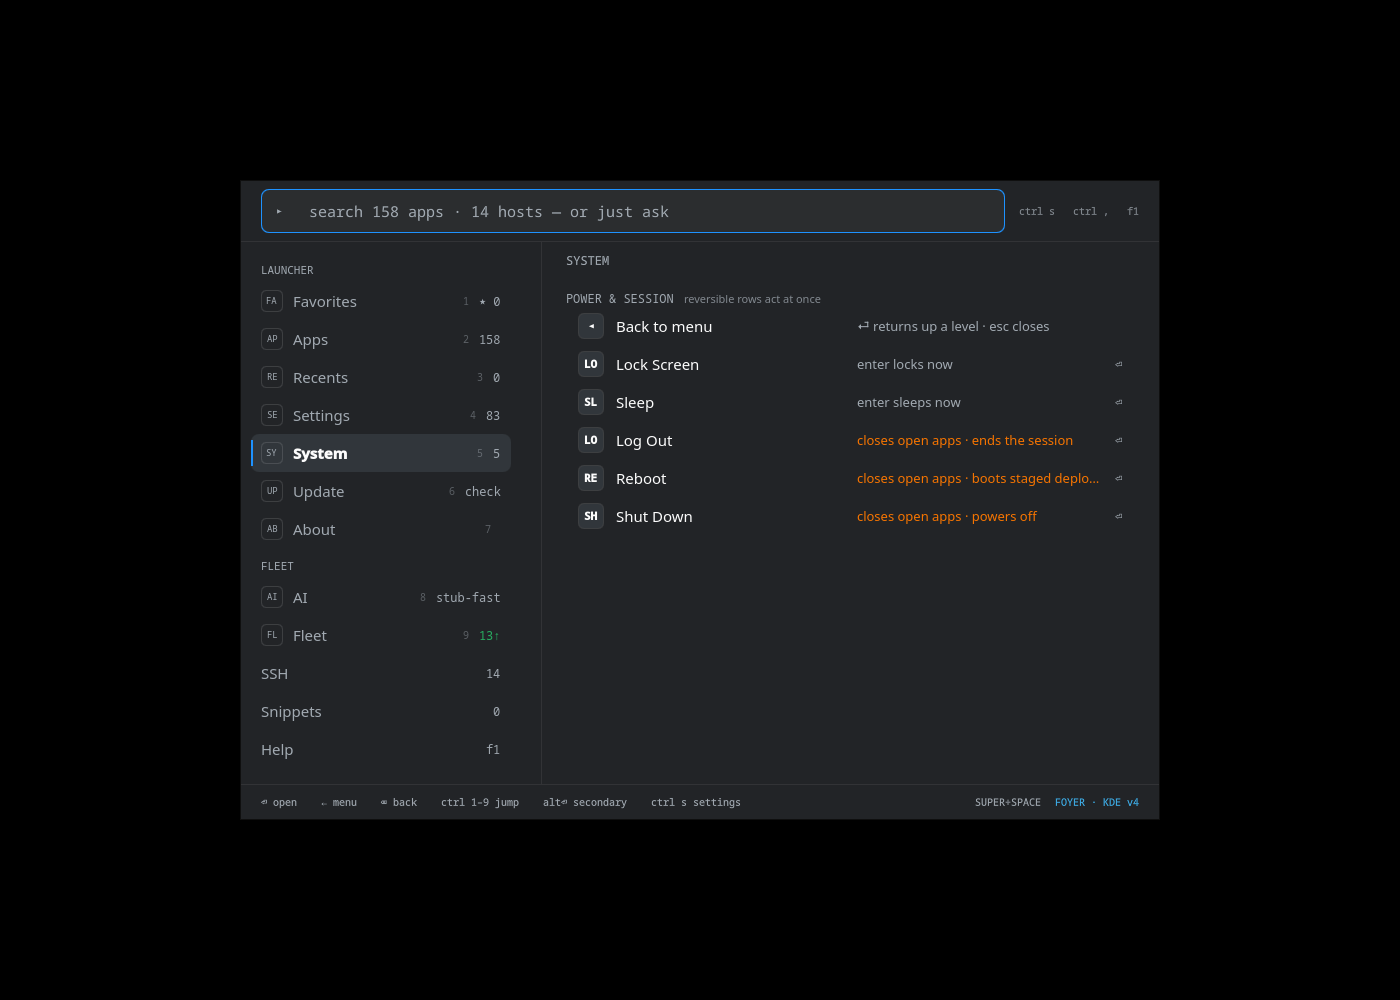 ▸ search 158 apps · 14 hosts — or just ask ctrl s ctrl , f1
LAUNCHER
FA Favorites 1 ★ 0
AP Apps 2 158
RE Recents 3 0
SE Settings 4 83
SY System 5 5
UP Update 6 check
AB About 7
FLEET
AI AI 8 stub-fast
FL Fleet 9 13↑
SSH 14
Snippets 0
Help f1
SYSTEM
POWER & SESSION reversible rows act at once
◂ Back to menu ⏎ returns up a level · esc closes
LO Lock Screen enter locks now ⏎
SL Sleep enter sleeps now ⏎
LO Log Out closes open apps · ends the session ⏎
RE Reboot closes open apps · boots staged deplo… ⏎
SH Shut Down closes open apps · powers off ⏎
⏎ open ← menu ⌫ back ctrl 1–9 jump alt⏎ secondary ctrl s settings SUPER+SPACE FOYER · KDE v4